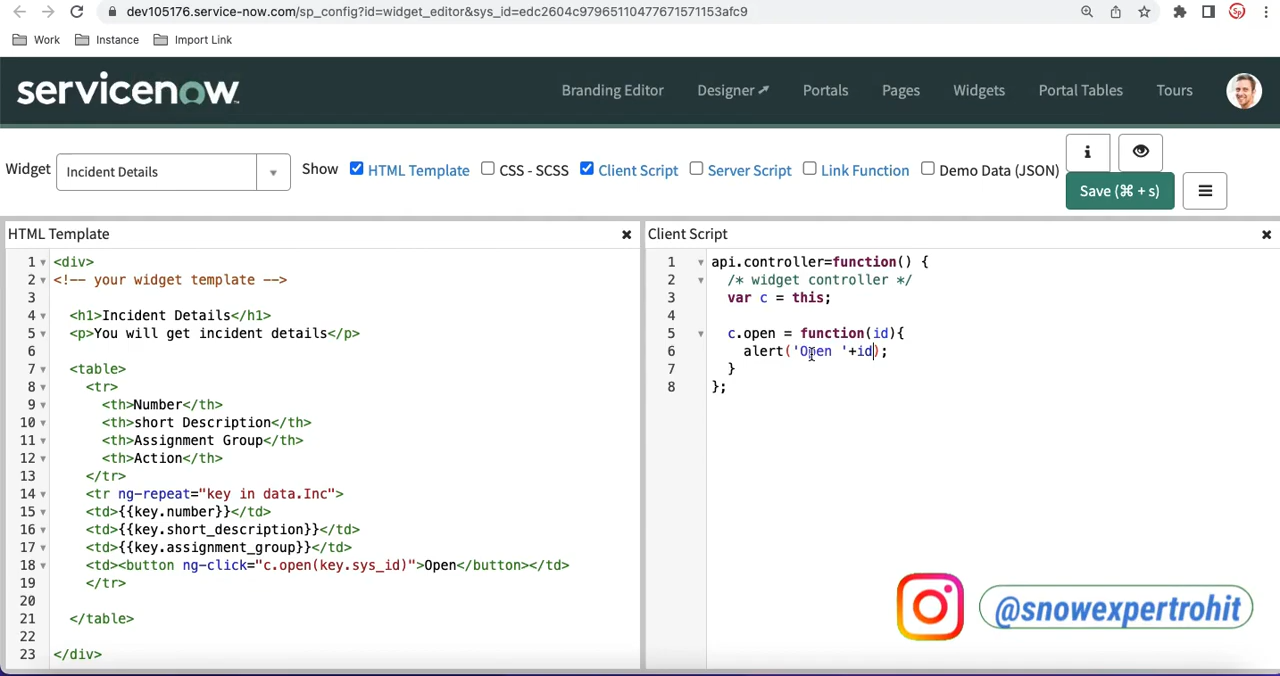 dev105176.service-now.com/sp_config?id=widget_editor&sys_id=edc2604c97965110477671571153afc9
Sp
Work
Instance
Import Link
servicenow™
Branding Editor
Designer
Portals
Pages
Widgets
Portal Tables
Tours
Widget
Incident Details
Show
HTML Template
CSS - SCSS
Client Script
Server Script
Link Function
Demo Data (JSON)
i
Save (⌘ + s)
HTML Template
1 <div>
2 <!-- your widget template -->
3
4 <h1>Incident Details</h1>
5 <p>You will get incident details</p>
6
7 <table>
8 <tr>
9 <th>Number</th>
10 <th>short Description</th>
11 <th>Assignment Group</th>
12 <th>Action</th>
13 </tr>
14 <tr ng-repeat="key in data.Inc">
15 <td>{{key.number}}</td>
16 <td>{{key.short_description}}</td>
17 <td>{{key.assignment_group}}</td>
18 <td><button ng-click="c.open(key.sys_id)">Open</button></td>
19 </tr>
20
21 </table>
22
23 </div>
Client Script
1 api.controller=function() {
2 /* widget controller */
3 var c = this;
4
5 c.open = function(id){
6 alert('Open '+id);
7 }
8 };
@snowexpertrohit